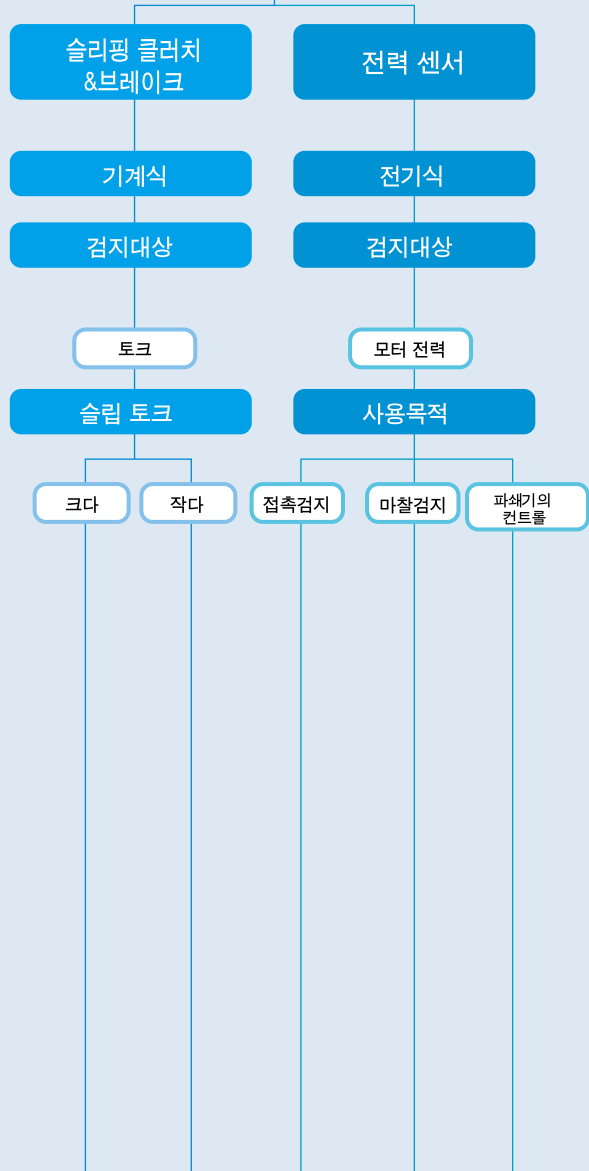 슬리핑 클러치
&브레이크
전력 센서
기계식
전기식
검지대상
검지대상
토크
모터 전력
슬립 토크
사용목적
크다
작다
접촉검지
마찰검지
파쇄기의
컨트롤